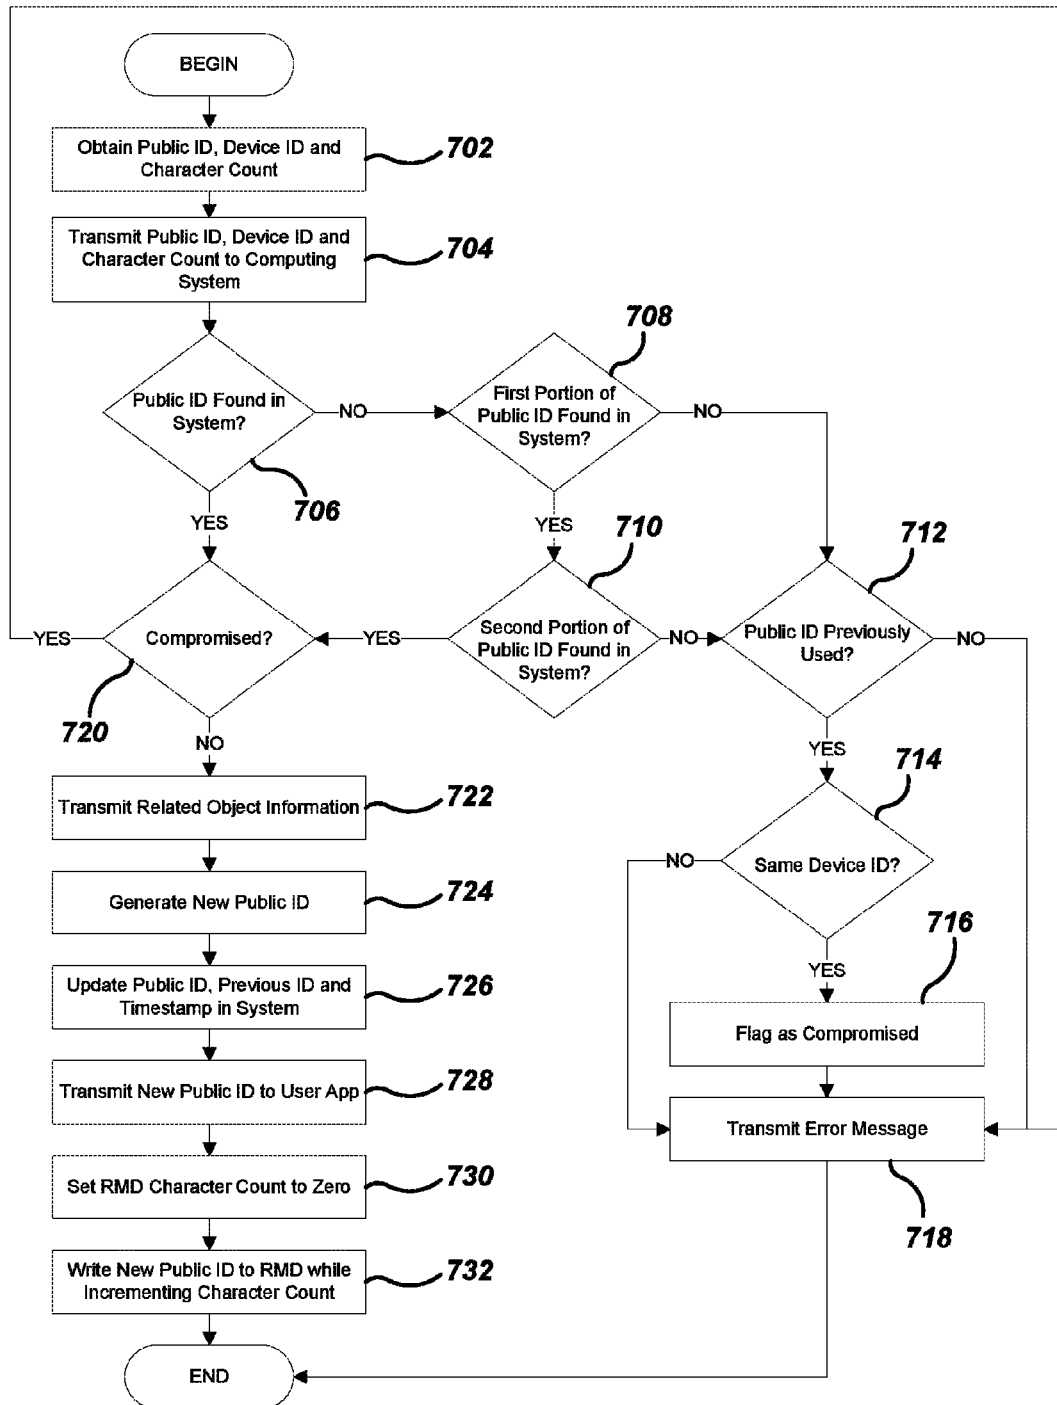 BEGIN
Obtain Public ID, Device ID and
Character Count
702
Transmit Public ID, Device ID and
Character Count to Computing
System
704
Public ID Found in
System?
706
NO
YES
First Portion of
Public ID Found in
System?
708
NO
YES
Second Portion of
Public ID Found in
System?
710
YES
NO
Public ID Previously
Used?
712
NO
YES
Compromised?
720
YES
NO
Same Device ID?
714
NO
YES
Flag as Compromised
716
Transmit Error Message
718
Transmit Related Object Information
722
Generate New Public ID
724
Update Public ID, Previous ID and
Timestamp in System
726
Transmit New Public ID to User App
728
Set RMD Character Count to Zero
730
Write New Public ID to RMD while
Incrementing Character Count
732
END